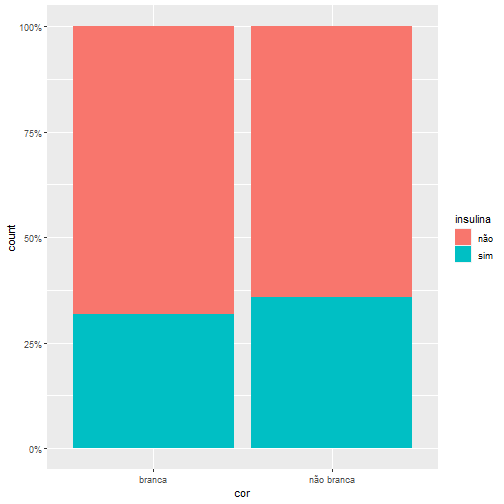 100%
75%
50%
25%
0%
count
branca
não branca
cor
insulina
não
sim